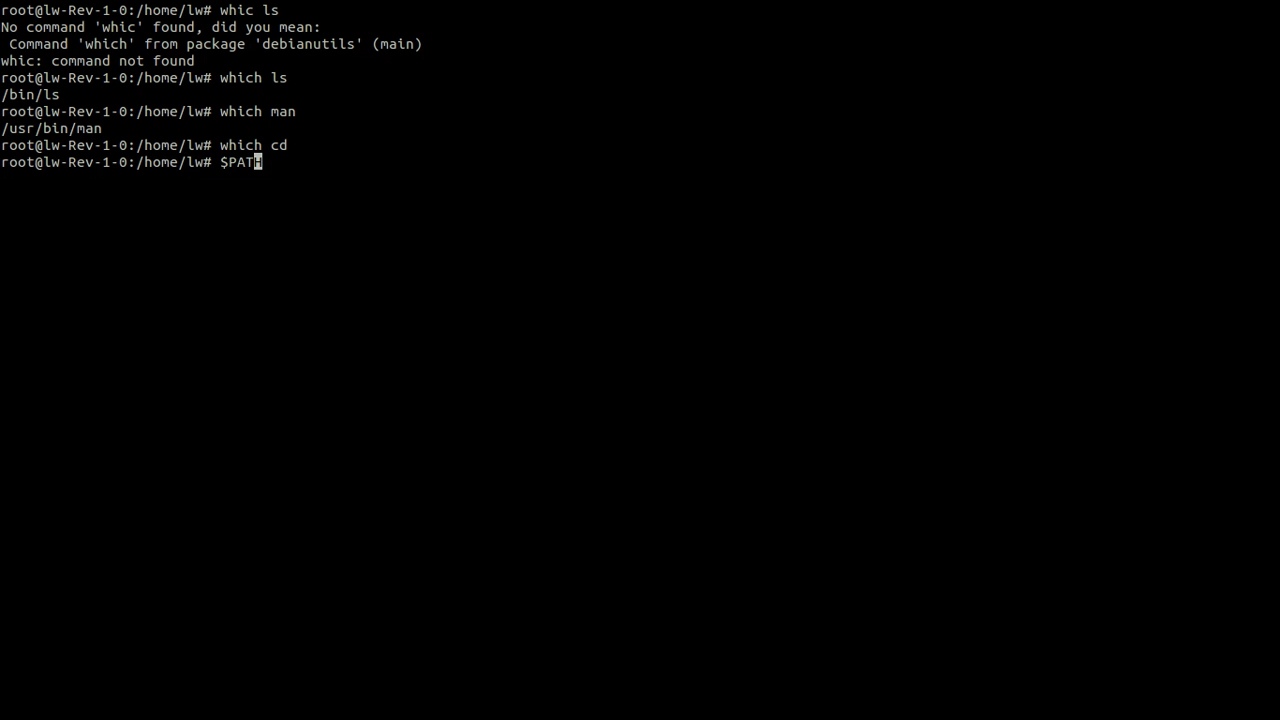 root@lw-Rev-1-0:/home/lw# whic ls
No command 'whic' found, did you mean:
 Command 'which' from package 'debianutils' (main)
whic: command not found
root@lw-Rev-1-0:/home/lw# which ls
/bin/ls
root@lw-Rev-1-0:/home/lw# which man
/usr/bin/man
root@lw-Rev-1-0:/home/lw# which cd
root@lw-Rev-1-0:/home/lw# $PATH